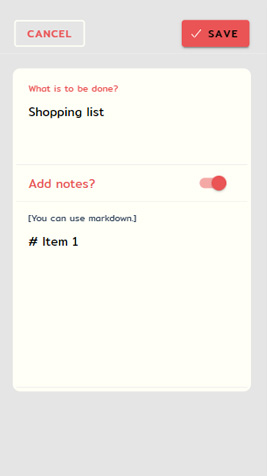 CANCEL
SAVE
What is to be done?
Shopping list
Add notes?
[You can use markdown.]
# Item 1